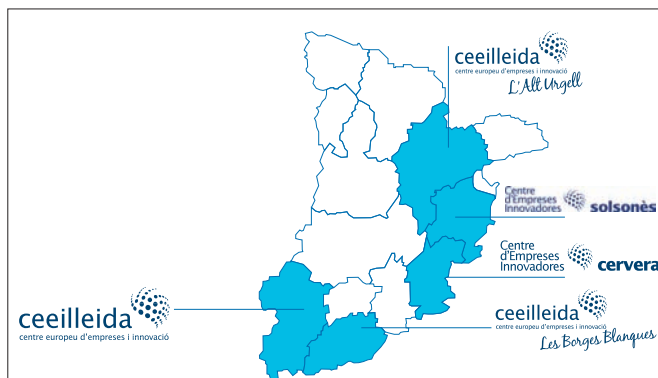 ceeilleida
centre europeu d'empreses i innovació
L'Alt Urgell
Centre
d'Empreses
Innovadores
solsonès
Centre
d'Empreses
Innovadores
cervera
ceeilleida
centre europeu d'empreses i innovació
ceeilleida
centre europeu d'empreses i innovació
Les Borges Blanques